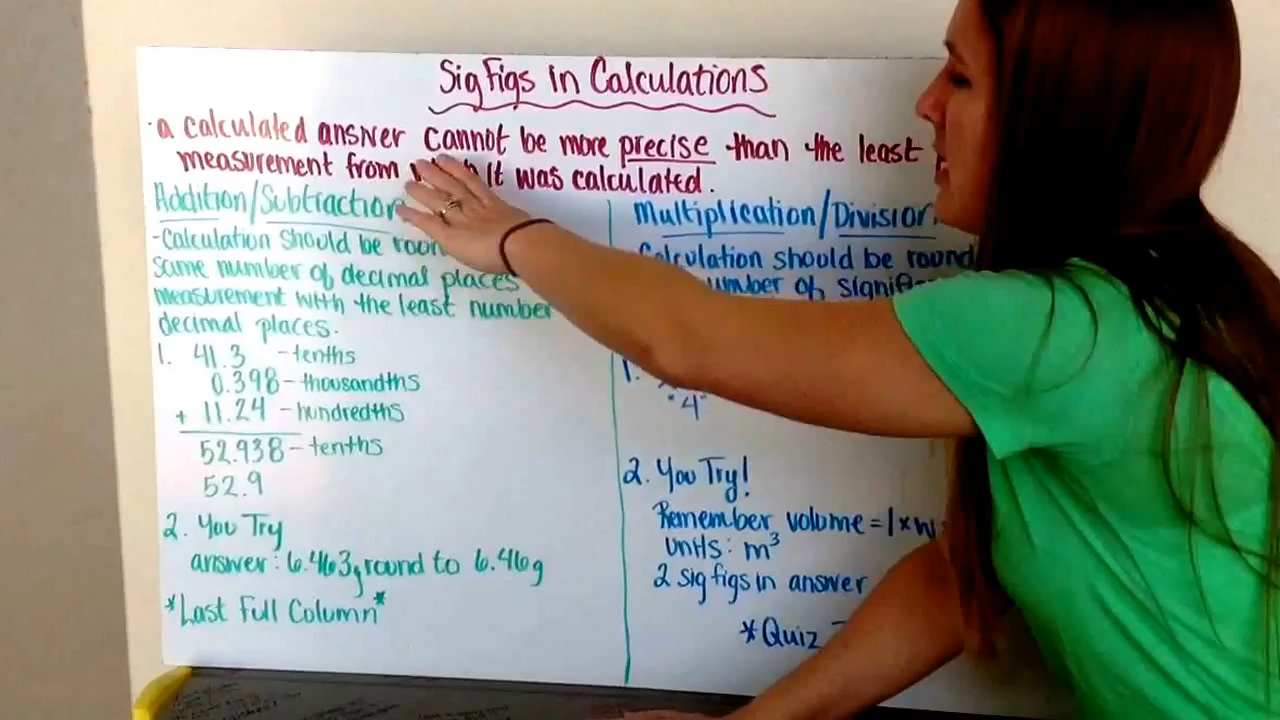 Sig Figs in Calculations
· a calculated answer cannot be more precise than the least
measurement from it was calculated.
Addition/Subtraction
-Calculation should be
same number of decimal places
measurement with the least number
decimal places.
1. 41.3 -tenths
0.398-thousandths
+ 11.24 -hundredths
52.938-tenths
52.9
2. You Try
answer: 6.463g round to 6.46g
*Last Full Column*
Multiplication/Division
Calculation should be round
number of
1.
"4"
2. You Try!
Remember volume = l x w
units: m³
2 sig figs in answer
*Quiz